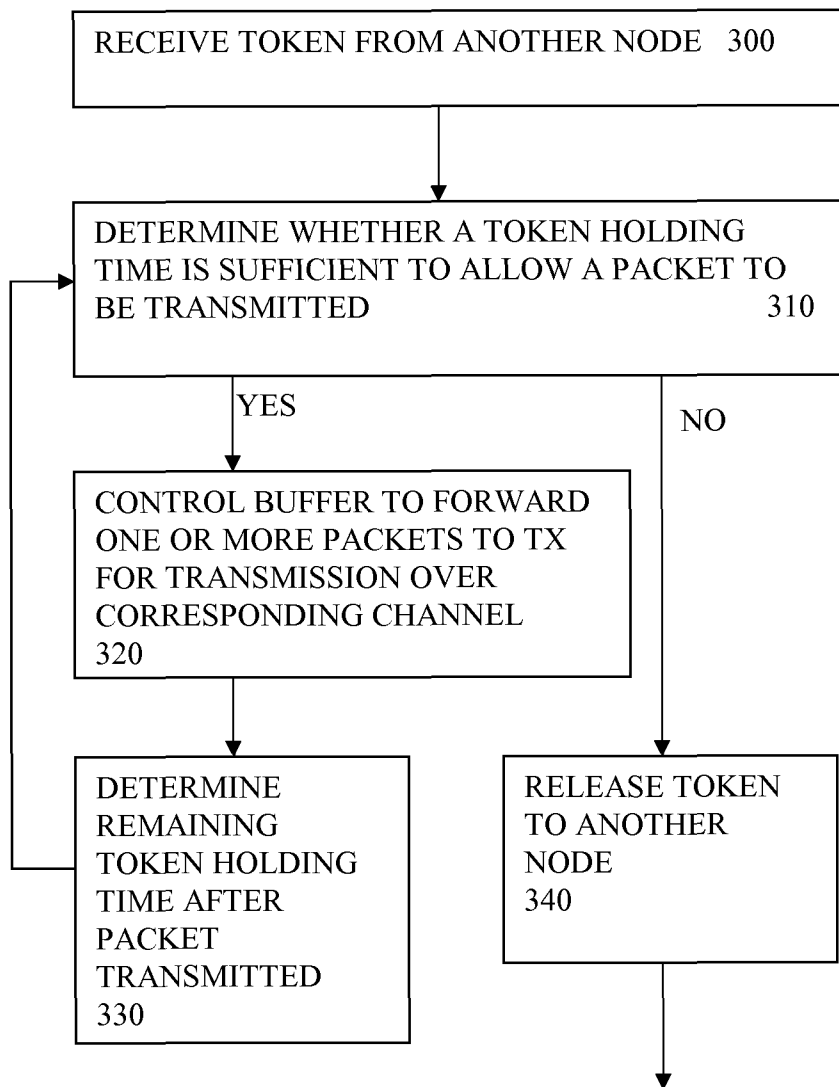 RECEIVE TOKEN FROM ANOTHER NODE 300
DETERMINE WHETHER A TOKEN HOLDING
TIME IS SUFFICIENT TO ALLOW A PACKET TO
BE TRANSMITTED 310
YES
NO
CONTROL BUFFER TO FORWARD
ONE OR MORE PACKETS TO TX
FOR TRANSMISSION OVER
CORRESPONDING CHANNEL
320
DETERMINE
REMAINING
TOKEN HOLDING
TIME AFTER
PACKET
TRANSMITTED
330
RELEASE TOKEN
TO ANOTHER
NODE
340